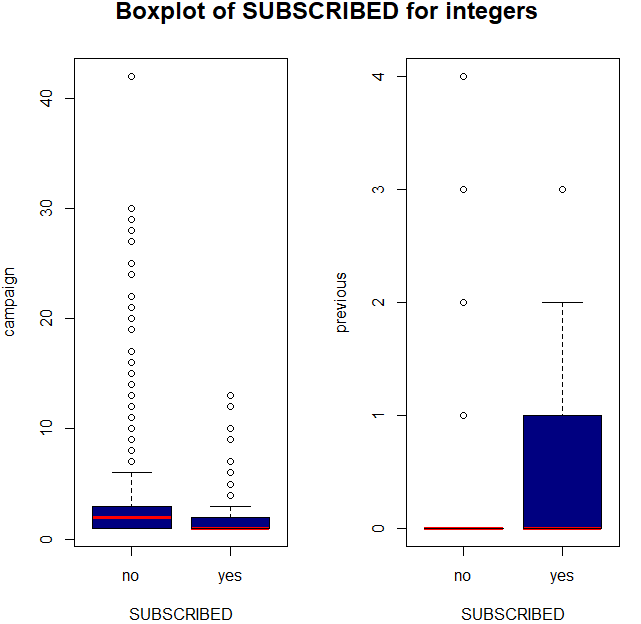 Boxplot of SUBSCRIBED for integers
campaign
40
30
20
10
0
no yes
SUBSCRIBED
previous
4
3
2
1
0
no yes
SUBSCRIBED